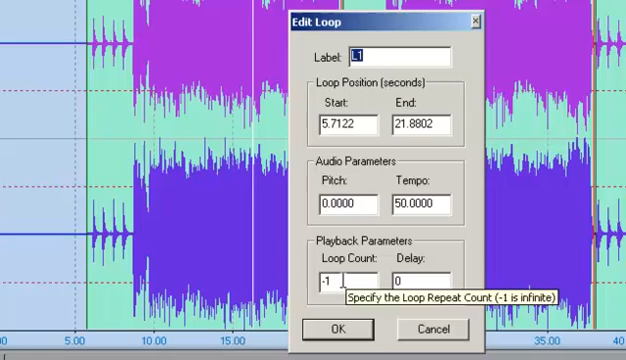 Edit Loop
Label: L1
Loop Position (seconds)
Start: End:
5.7122 21.8802
Audio Parameters
Pitch: Tempo:
0.0000 50.0000
Playback Parameters
Loop Count: Delay:
-1 0
Specify the Loop Repeat Count (-1 is infinite)
OK Cancel
5.00 10.00 15.00 35.00 40